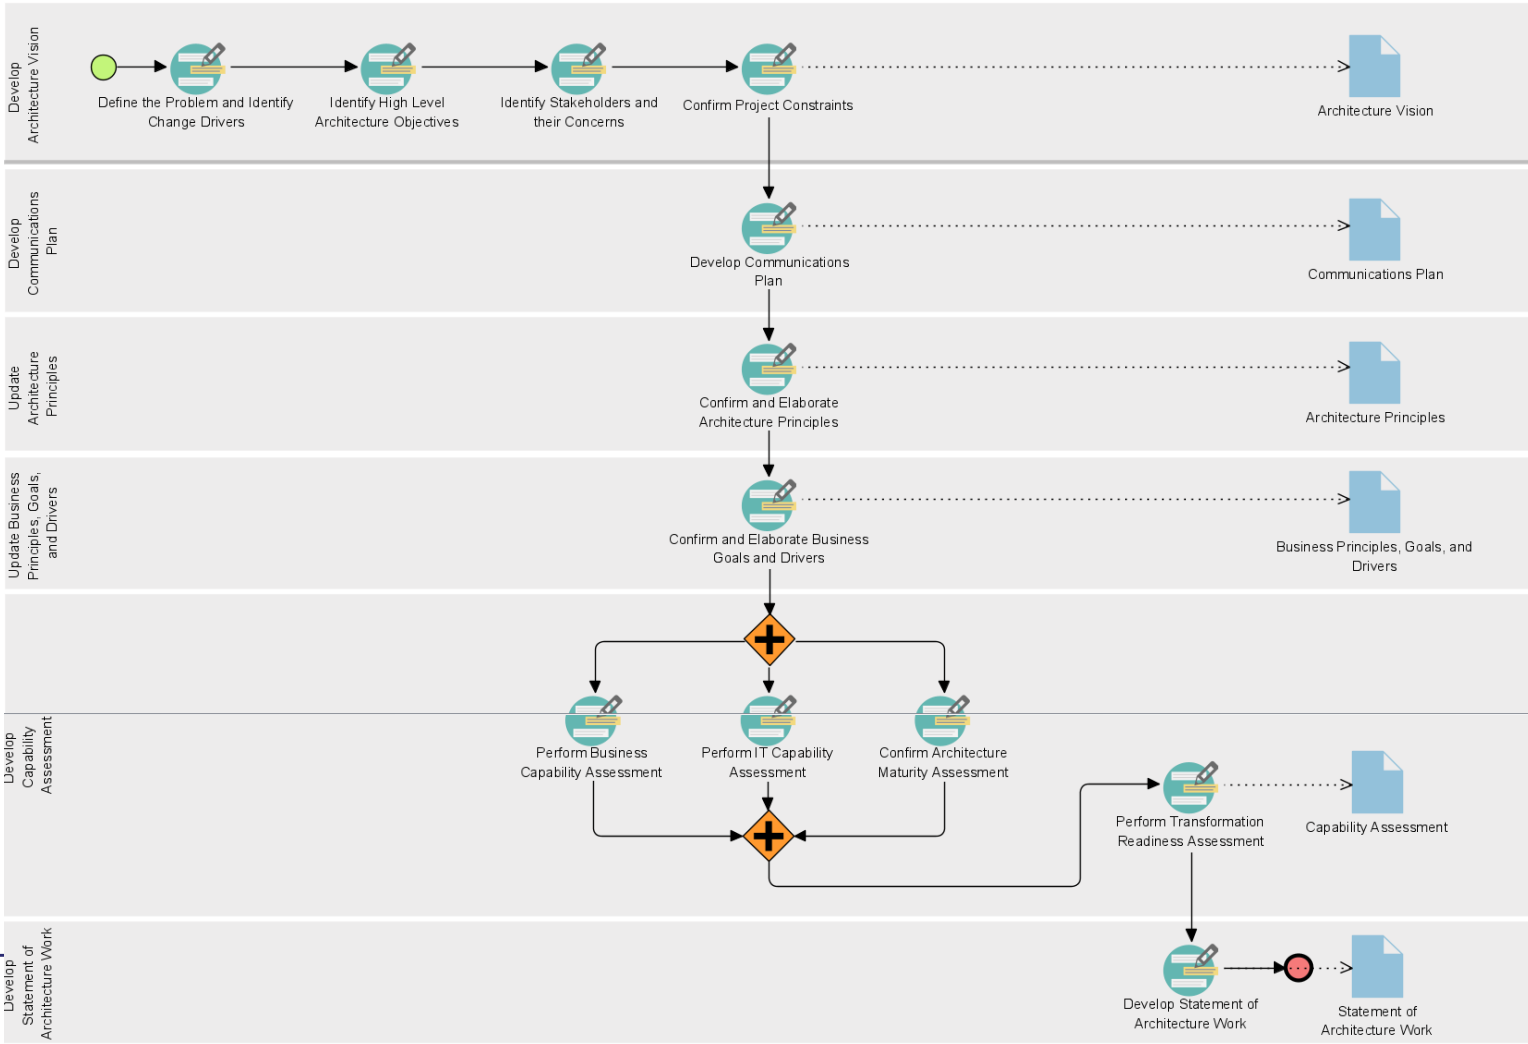 Develop
Architecture Vision
Define the Problem and Identify
Change Drivers
Identify High Level
Architecture Objectives
Identify Stakeholders and
their Concerns
Confirm Project Constraints
Architecture Vision
Develop
Communications
Plan
Develop Communications
Plan
Communications Plan
Update
Architecture
Principles
Confirm and Elaborate
Architecture Principles
Architecture Principles
Update Business
Principles, Goals,
and Drivers
Confirm and Elaborate Business
Goals and Drivers
Business Principles, Goals, and
Drivers
Develop
Capability
Assessment
Perform Business
Capability Assessment
Perform IT Capability
Assessment
Confirm Architecture
Maturity Assessment
Perform Transformation
Readiness Assessment
Capability Assessment
Develop
Statement of
Architecture Work
Develop Statement of
Architecture Work
Statement of
Architecture Work